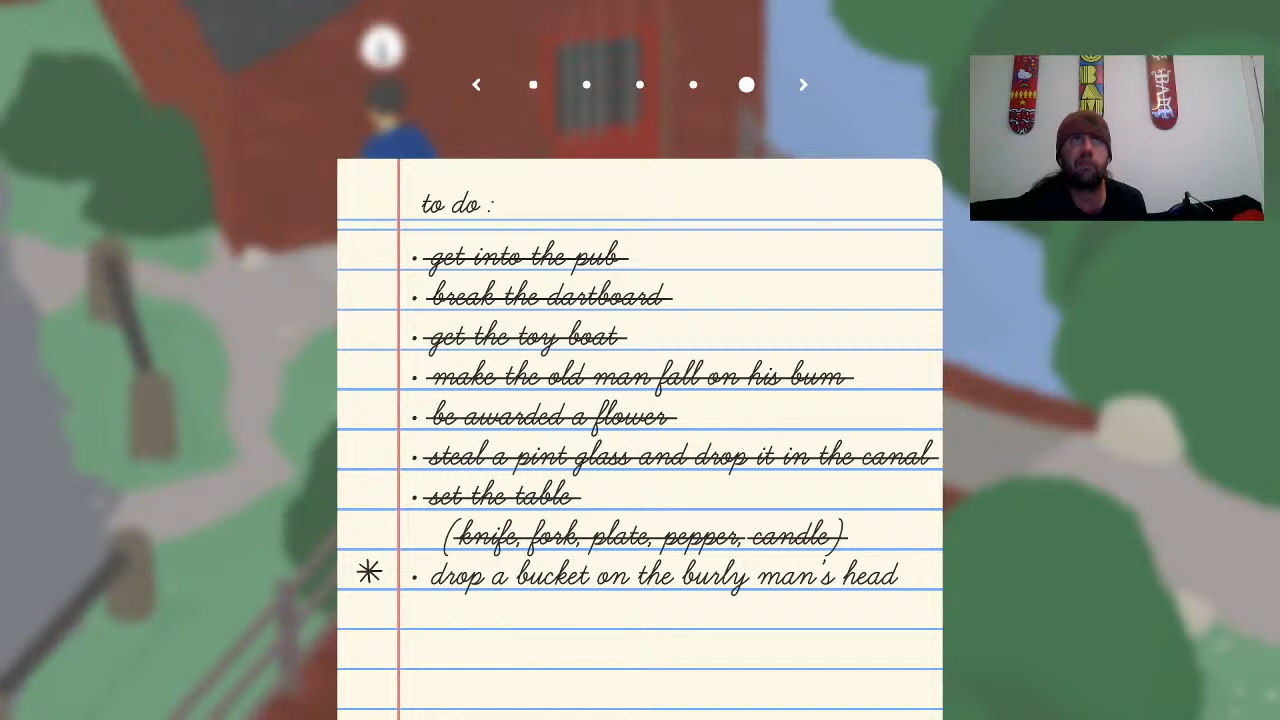 to do :
• get into the pub
• break the dartboard
• get the toy boat
• make the old man fall on his bum
• be awarded a flower
• steal a pint glass and drop it in the canal
• set the table
(knife, fork, plate, pepper, candle)
• drop a bucket on the burly man's head